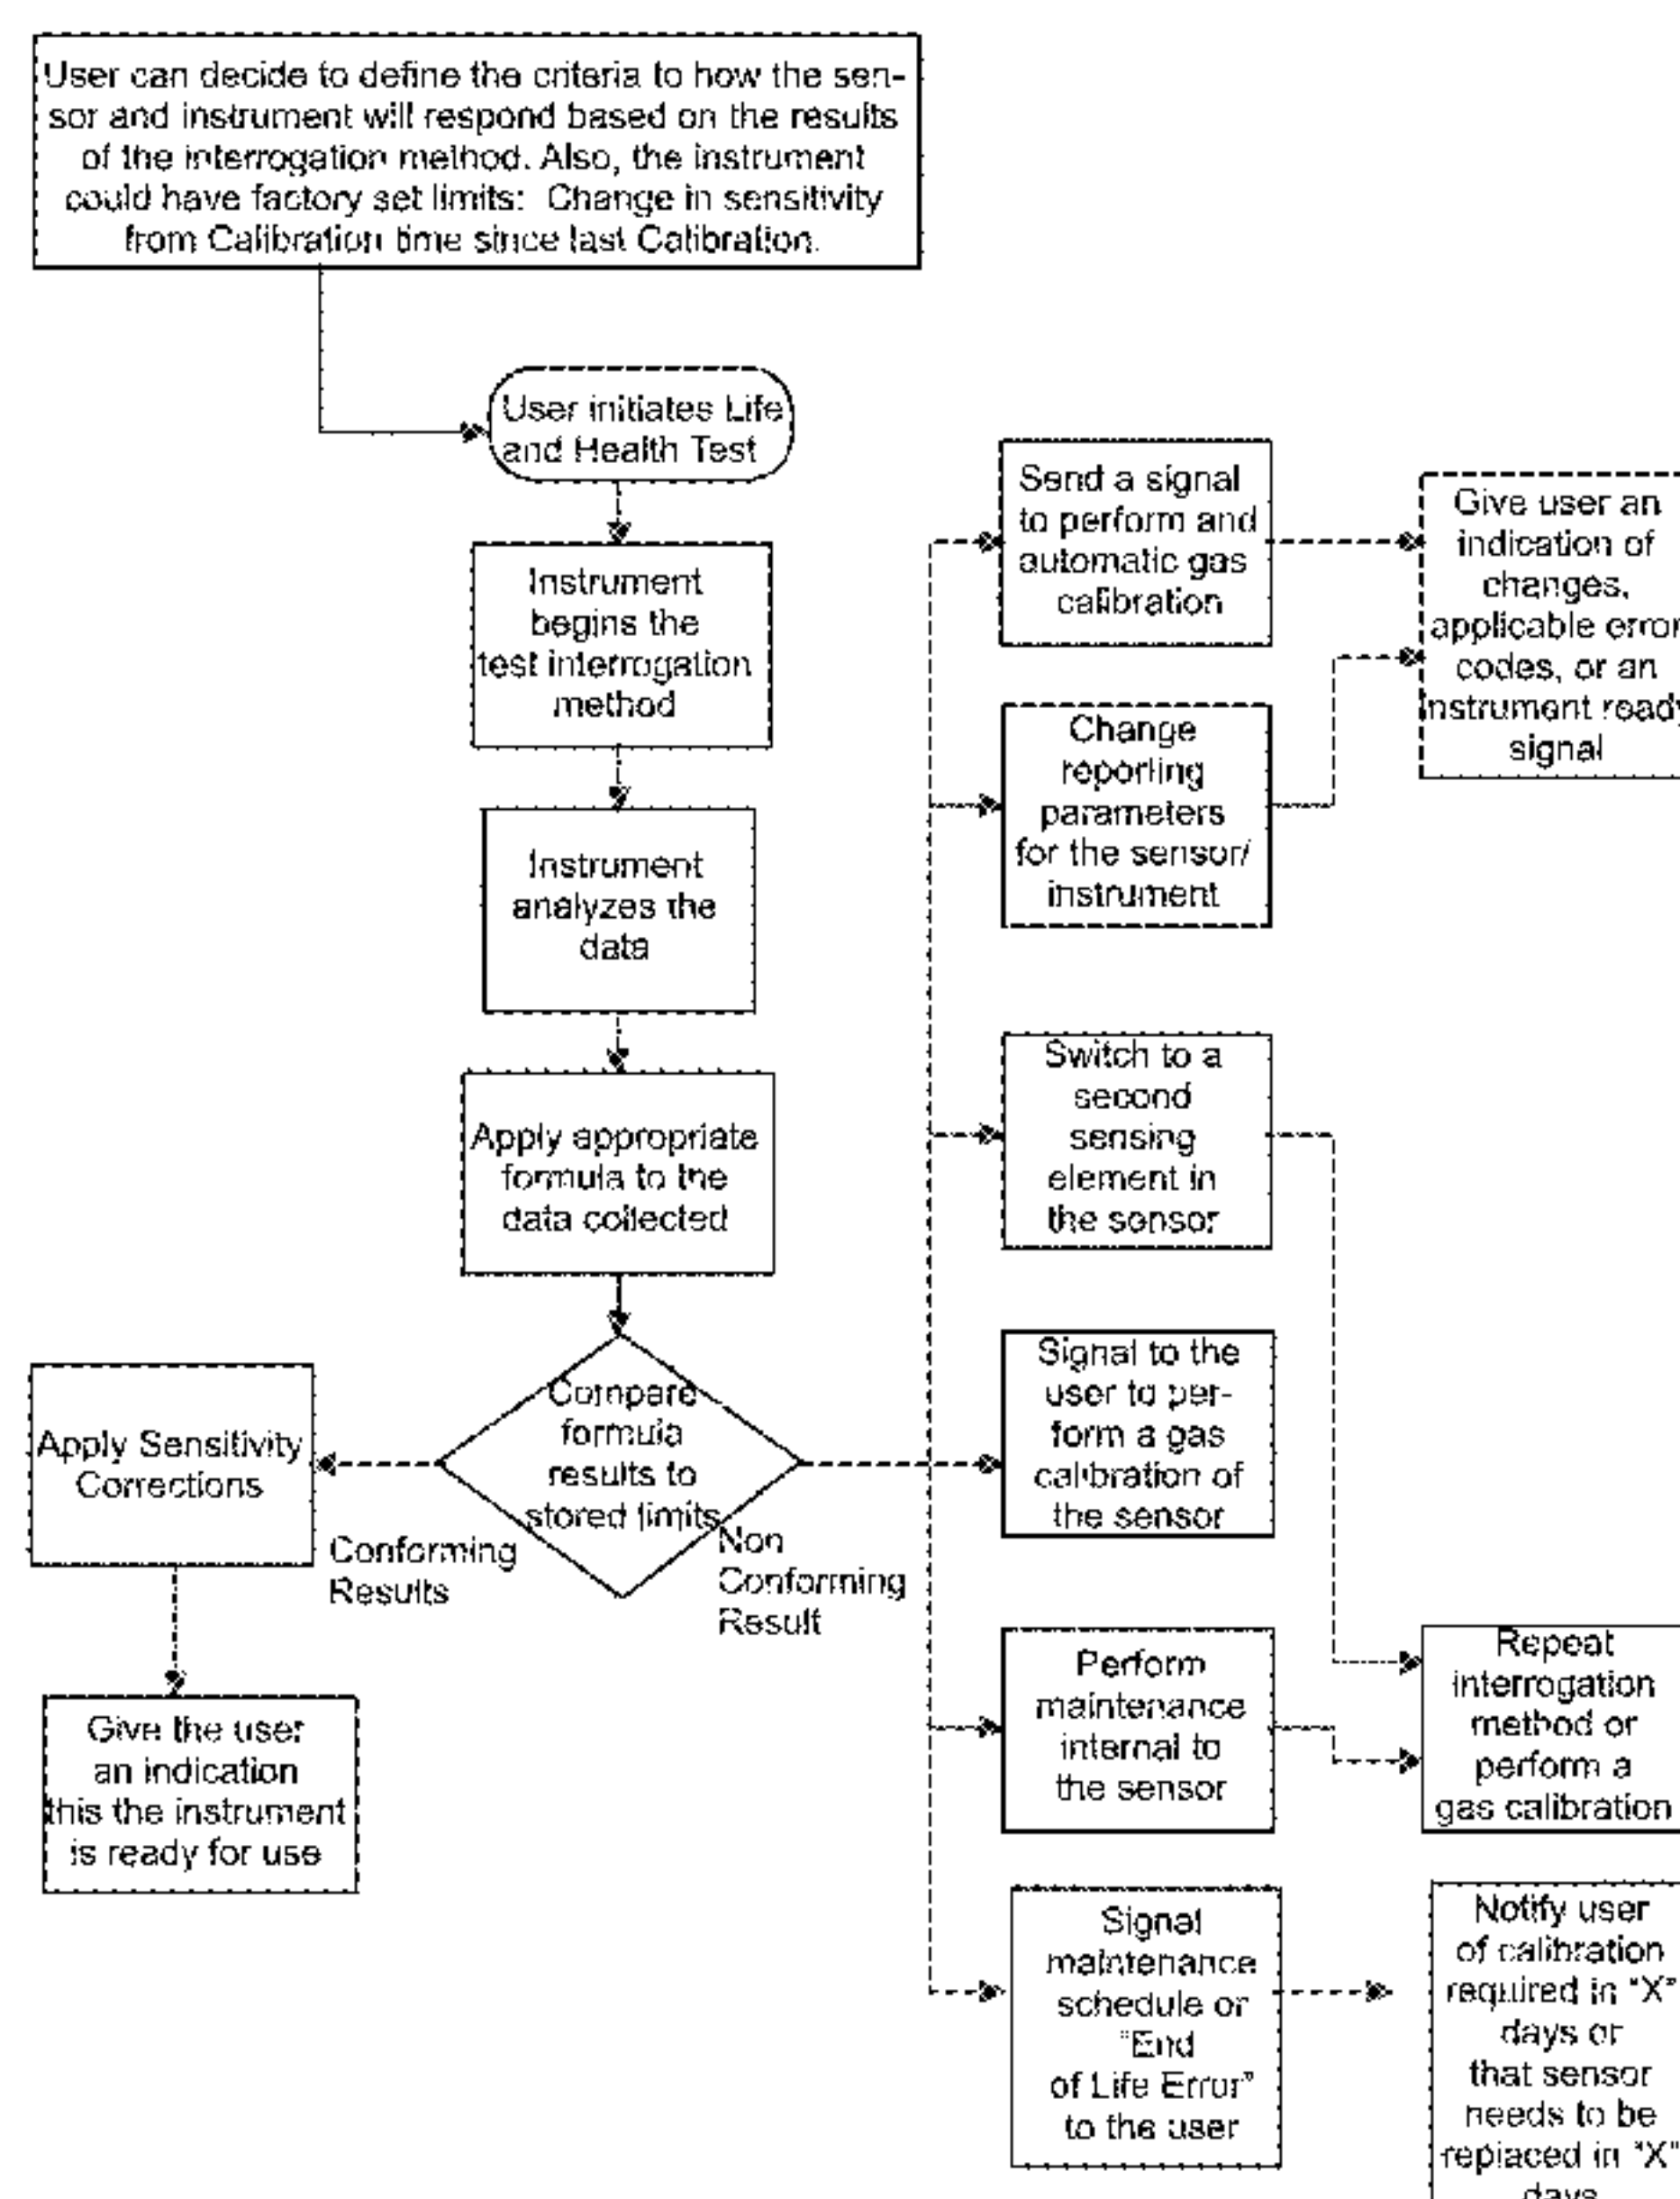 User can decide to define the criteria to how the sen-
sor and instrument will respond based on the results
of the interrogation method. Also, the instrument
could have factory set limits: Change in sensitivity
from Calibration time since last Calibration.
User initiates Life
and Health Test
Instrument
begins the
test interrogation
method
Instrument
analyzes the
data
Apply appropriate
formula to the
data collected
Compare
formula
results to
stored limits
Conforming
Results
Non
Conforming
Result
Apply Sensitivity
Corrections
Give the user
an indication
this the instrument
is ready for use
Send a signal
to perform and
automatic gas
calibration
Change
reporting
parameters
for the sensor/
instrument
Switch to a
second
sensing
element in
the sensor
Signal to the
user to per-
form a gas
calibration of
the sensor
Perform
maintenance
internal to
the sensor
Signal
maintenance
schedule or
"End
of Life Error"
to the user
Give user an
indication of
changes,
applicable error
codes, or an
instrument ready
signal
Repeat
interrogation
method or
perform a
gas calibration
Notify user
of calibration
required in "X"
days or
that sensor
needs to be
replaced in "X"
days